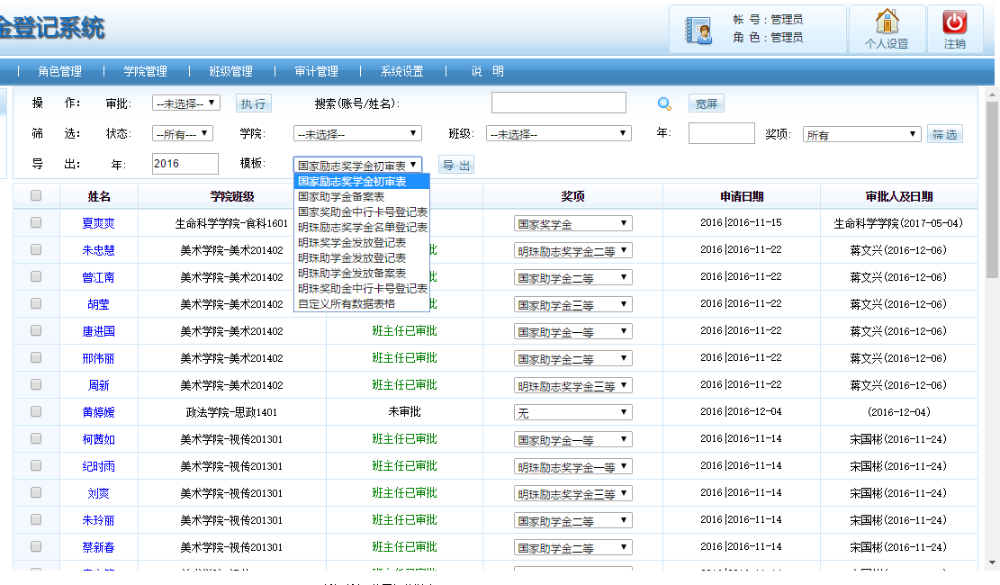 金登记系统
帐 号：管理员
角 色：管理员
个人设置
注销
角色管理 学院管理 班级管理 审计管理 系统设置 说 明
操 作： 审批： --未选择-- 执行 搜索(账号/姓名)： 宽屏
筛 选： 状态： --所有--- 学院： --未选择-- 班级： --未选择-- 年： 奖项： 所有 筛选
导 出： 年： 2016 模板： 国家励志奖学金初审表 导出
国家励志奖学金初审表
国家助学金备案表
国家奖助金中行卡号登记表
明珠励志奖学金名单登记表
明珠奖学金发放登记表
明珠助学金发放登记表
明珠助学金发放备案表
明珠奖助金中行卡号登记表
自定义所有数据表格
姓名 学院班级 奖项 申请日期 审批人及日期
夏爽爽 生命科学学院-食科1601 国家奖学金 2016|2016-11-15 生命科学学院(2017-05-04)
朱忠慧 美术学院-美术201402 批 明珠励志奖学金二等 2016|2016-11-22 蒋文兴(2016-12-06)
曾江南 美术学院-美术201402 国家助学金二等 2016|2016-11-22 蒋文兴(2016-12-06)
胡莹 美术学院-美术201402 批 国家助学金三等 2016|2016-11-22 蒋文兴(2016-12-06)
唐进国 美术学院-美术201402 班主任已审批 国家助学金一等 2016|2016-11-22 蒋文兴(2016-12-06)
邢伟丽 美术学院-美术201402 班主任已审批 国家助学金二等 2016|2016-11-22 蒋文兴(2016-12-06)
周新 美术学院-美术201402 班主任已审批 明珠励志奖学金三等 2016|2016-11-22 蒋文兴(2016-12-06)
黄婷嫒 政法学院-思政1401 未审批 无 2016|2016-12-04 (2016-12-04)
柯茜如 美术学院-视传201301 班主任已审批 国家助学金一等 2016|2016-11-14 宋国彬(2016-11-24)
纪时雨 美术学院-视传201301 班主任已审批 明珠励志奖学金一等 2016|2016-11-14 宋国彬(2016-11-24)
刘爽 美术学院-视传201301 班主任已审批 明珠励志奖学金三等 2016|2016-11-14 宋国彬(2016-11-24)
朱玲丽 美术学院-视传201301 班主任已审批 国家助学金二等 2016|2016-11-14 宋国彬(2016-11-24)
蔡新春 美术学院-视传201301 班主任已审批 国家助学金二等 2016|2016-11-14 宋国彬(2016-11-24)